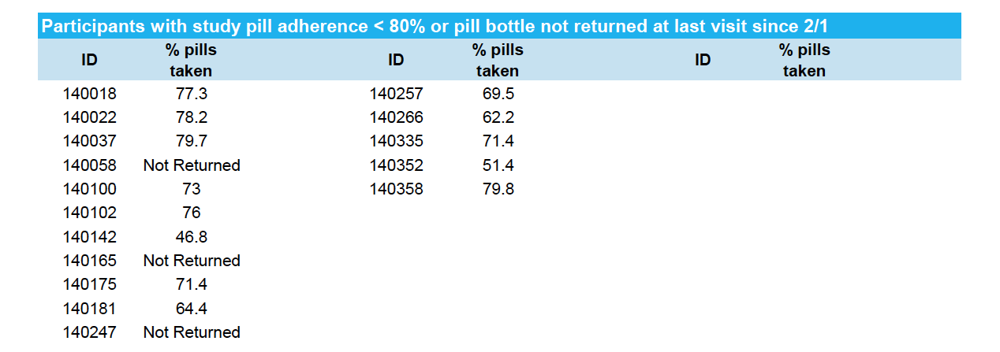 Participants with study pill adherence < 80% or pill bottle not returned at last visit since 2/1
ID % pills taken ID % pills taken ID % pills taken
140018 77.3 140257 69.5
140022 78.2 140266 62.2
140037 79.7 140335 71.4
140058 Not Returned 140352 51.4
140100 73 140358 79.8
140102 76
140142 46.8
140165 Not Returned
140175 71.4
140181 64.4
140247 Not Returned